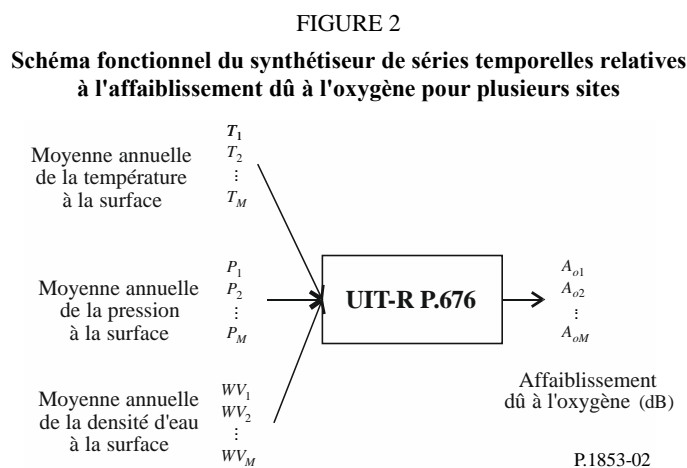 FIGURE 2
Schéma fonctionnel du synthétiseur de séries temporelles relatives
à l'affaiblissement dû à l'oxygène pour plusieurs sites
Moyenne annuelle
de la température
à la surface
T1
T2
⋮
TM
Moyenne annuelle
de la pression
à la surface
P1
P2
⋮
PM
Moyenne annuelle
de la densité d'eau
à la surface
WV1
WV2
⋮
WVM
UIT-R P.676
Ao1
Ao2
⋮
AoM
Affaiblissement
dû à l'oxygène (dB)
P.1853-02